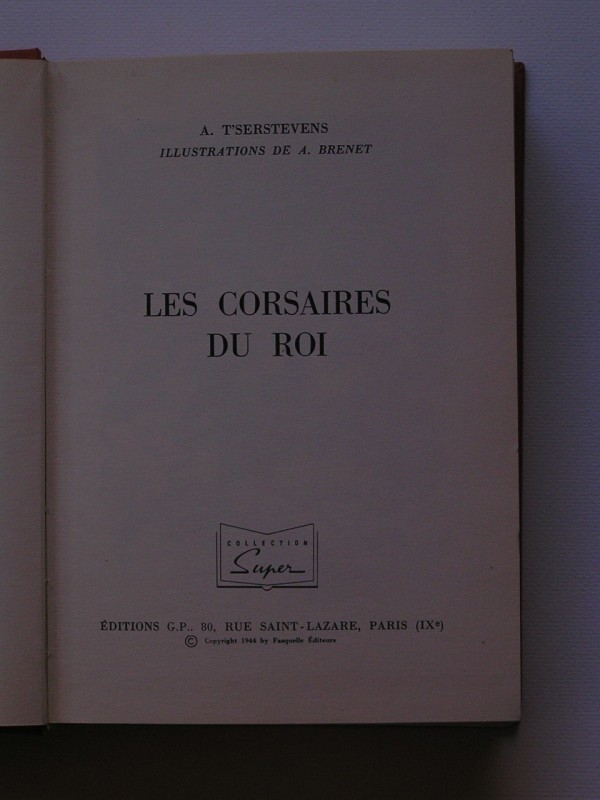 A. T'SERSTEVENS
ILLUSTRATIONS DE A. BRENET
LES CORSAIRES
DU ROI
COLLECTION
Super
ÉDITIONS G.P., 80, RUE SAINT-LAZARE, PARIS (IXe)
© Copyright 1944 by Fasquelle Éditeurs